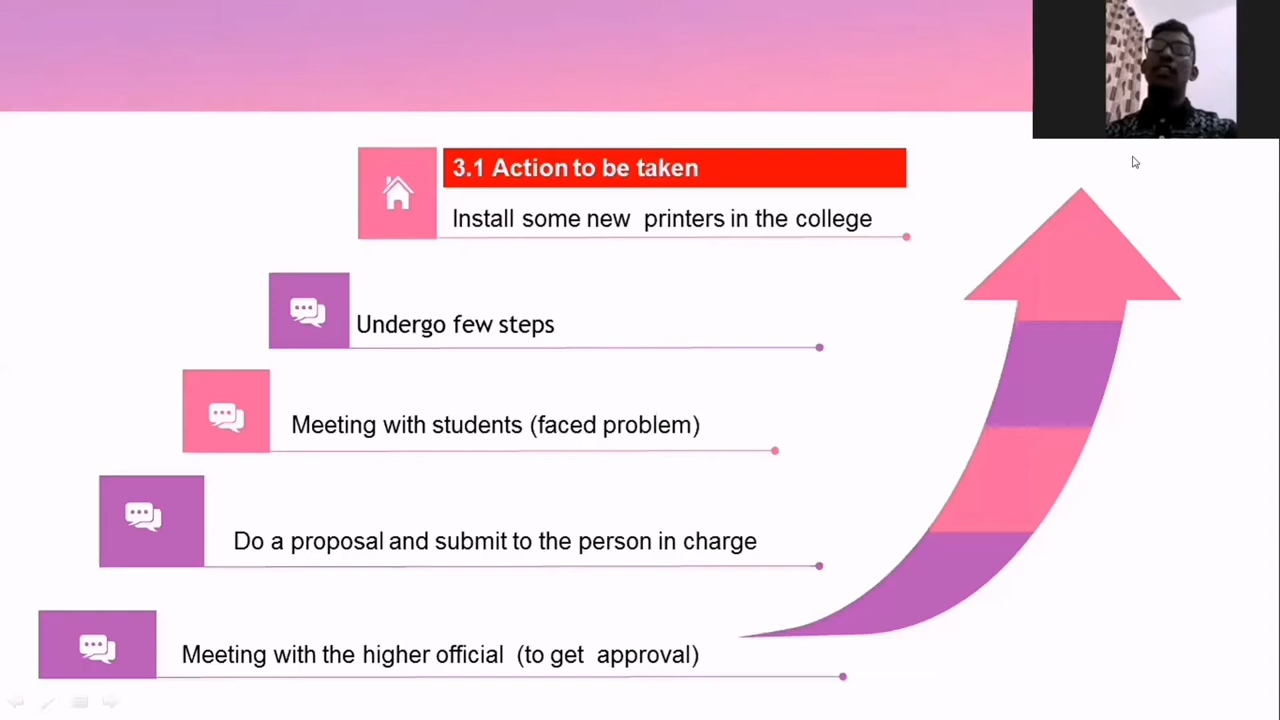 3.1 Action to be taken
Install some new printers in the college
Undergo few steps
Meeting with students (faced problem)
Do a proposal and submit to the person in charge
Meeting with the higher official (to get approval)